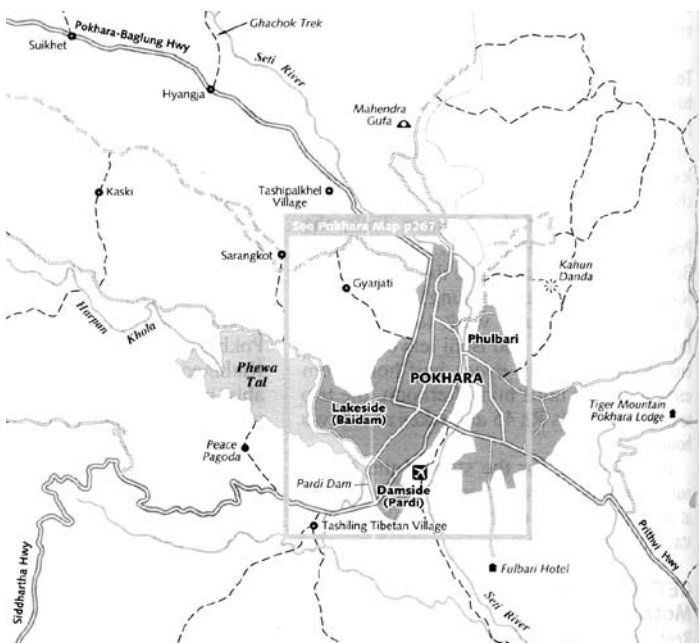 Ghachok Trek
Pokhara-Baglung Hwy
Suikhet
Seti River
Hyangja
Mahendra
Gufa
Kaski
Tashipalkhel
Village
See Pokhara Map p267
Sarangkot
Kahun
Danda
Gyarjati
Harpan
Khola
Phulbari
Phewa
Tal
POKHARA
Lakeside
(Baidam)
Tiger Mountain
Pokhara Lodge
Peace
Pagoda
Pardi Dam
Damside
(Pardi)
Tashiling Tibetan Village
Siddhartha Hwy
Prithvi Hwy
Fulbari Hotel
Seti River